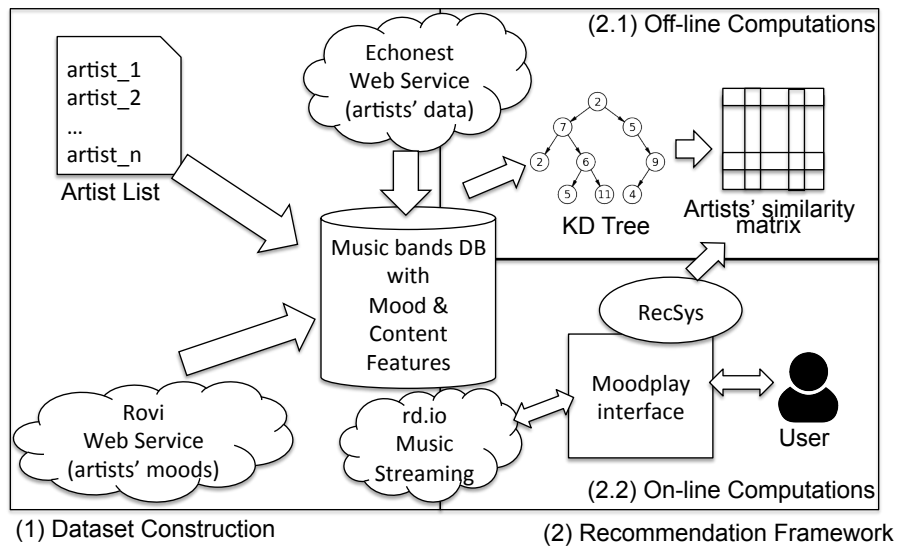 (2.1) Off-line Computations
artist_1
artist_2
...
artist_n
Artist List
Echonest
Web Service
(artists' data)
2
7
5
2
6
9
5
11
4
KD Tree
Artists' similarity
matrix
Music bands DB
with
Mood &
Content
Features
RecSys
Moodplay
interface
User
Rovi
Web Service
(artists' moods)
rd.io
Music
Streaming
(2.2) On-line Computations
(1) Dataset Construction
(2) Recommendation Framework